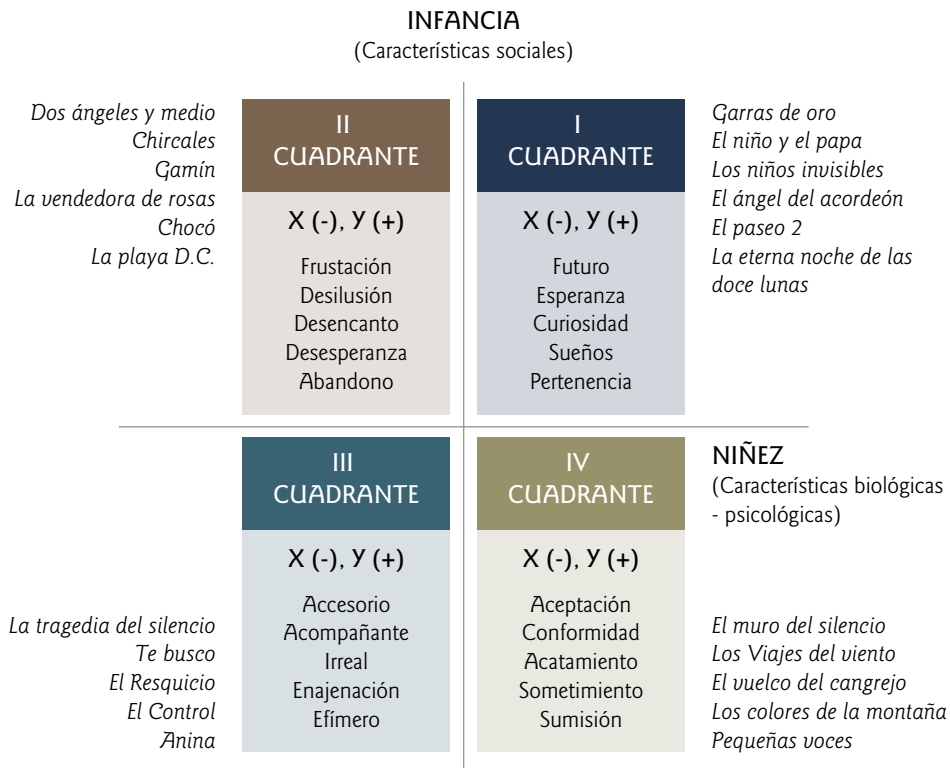 INFANCIA
(Características sociales)
Dos ángeles y medio
Chircales
Gamín
La vendedora de rosas
Chocó
La playa D.C.
II
CUADRANTE
X (-), Y (+)
Frustación
Desilusión
Desencanto
Desesperanza
Abandono
I
CUADRANTE
X (-), Y (+)
Futuro
Esperanza
Curiosidad
Sueños
Pertenencia
Garras de oro
El niño y el papa
Los niños invisibles
El ángel del acordeón
El paseo 2
La eterna noche de las
doce lunas
La tragedia del silencio
Te busco
El Resquicio
El Control
Anina
III
CUADRANTE
X (-), Y (+)
Accesorio
Acompañante
Irreal
Enajenación
Efímero
IV
CUADRANTE
X (-), Y (+)
Aceptación
Conformidad
Acatamiento
Sometimiento
Sumisión
NIÑEZ
(Características biológicas
- psicológicas)
El muro del silencio
Los Viajes del viento
El vuelco del cangrejo
Los colores de la montaña
Pequeñas voces